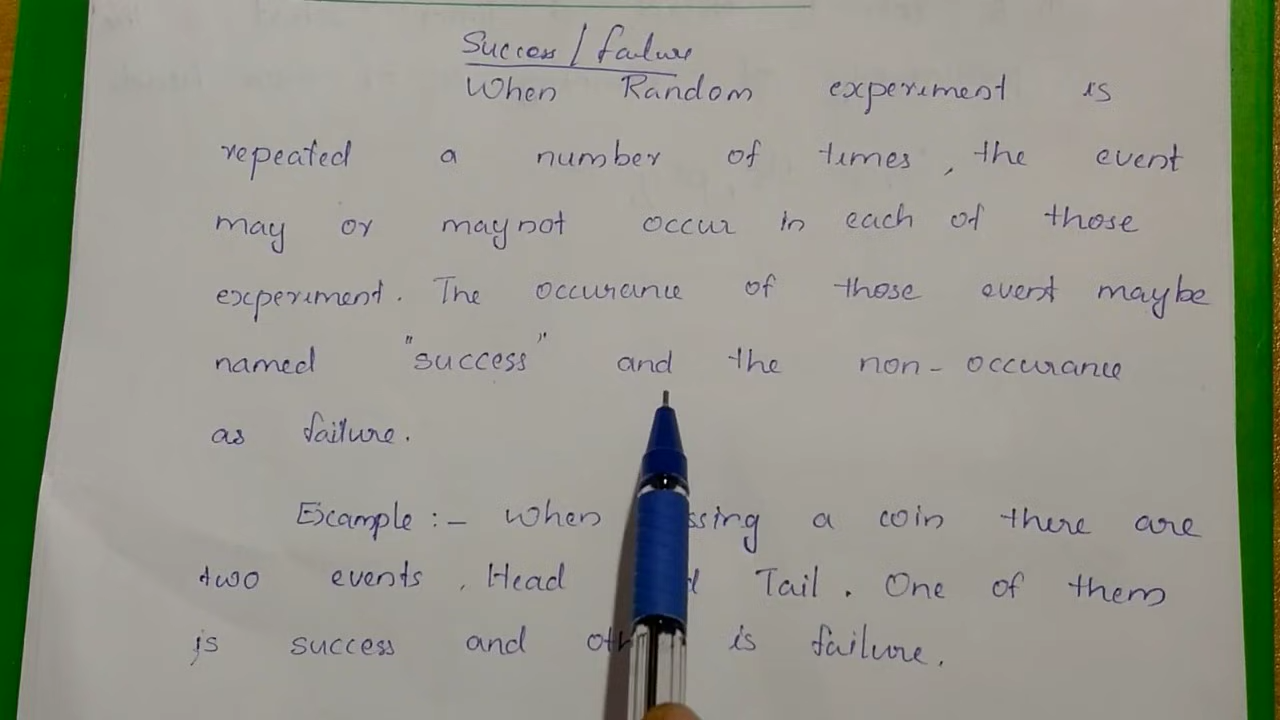 Success / failure
When Random experiment is
repeated a number of times, the event
may or maynot occur in each of those
experiment. The occurance of those event maybe
named "success" and the non-occurance
as failure.
Example :- when ssing a coin there are
two events, Head Tail. One of them
is success and is failure.